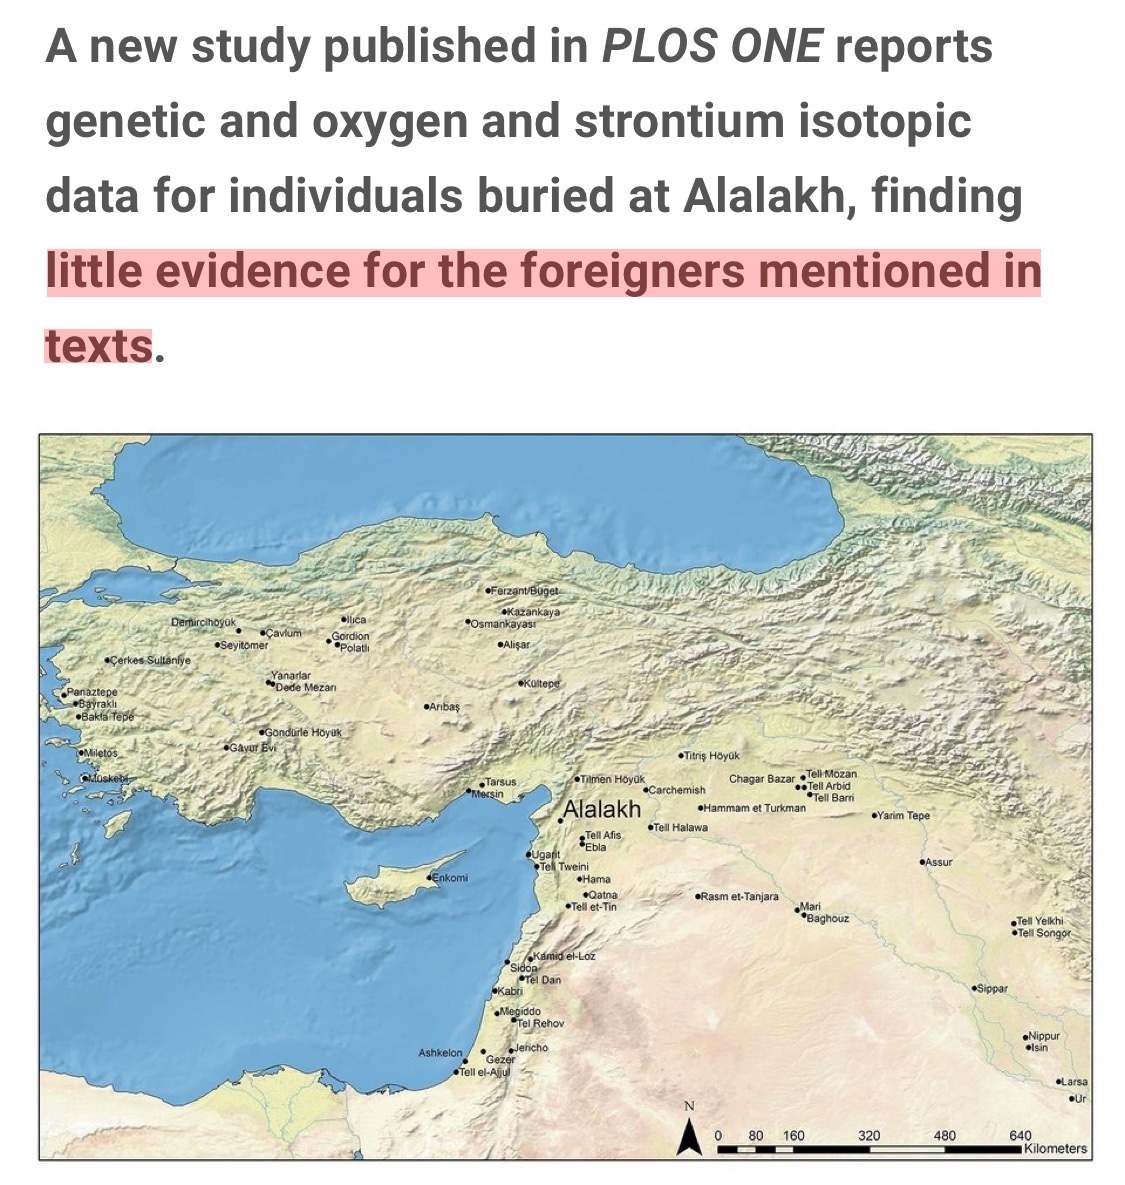 A new study published in PLOS ONE reports
genetic and oxygen and strontium isotopic
data for individuals buried at Alalakh, finding
little evidence for the foreigners mentioned in
texts.
Ferzant/Büget
Kazankaya
Osmankayası
Ilıca
Demircihöyük
Çavlum
Gordion
Polatlı
Seyitömer
Alişar
Çerkes Sultaniye
Yanarlar
Dede Mezarı
Kültepe
Panaztepe
Bayraklı
Bakla Tepe
Arıbaş
Göndürle Höyük
Gâvur Evi
Miletos
Müskebi
Titriş Höyük
Tarsus
Mersin
Tilmen Höyük
Carchemish
Chagar Bazar
Tell Mozan
Tell Arbid
Tell Barri
Alalakh
Hammam et Turkman
Yarim Tepe
Tell Halawa
Tell Afis
Ebla
Ugarit
Tell Tweini
Assur
Enkomi
Hama
Qatna
Tell et-Tin
Rasm et-Tanjara
Mari
Baghouz
Tell Yelkhi
Tell Songor
Kamid el-Loz
Sidon
Tel Dan
Kabri
Sippar
Megiddo
Tel Rehov
Nippur
Isin
Ashkelon
Gezer
Jericho
Tell el-Ajjul
Larsa
Ur
N
0 80 160 320 480 640
Kilometers